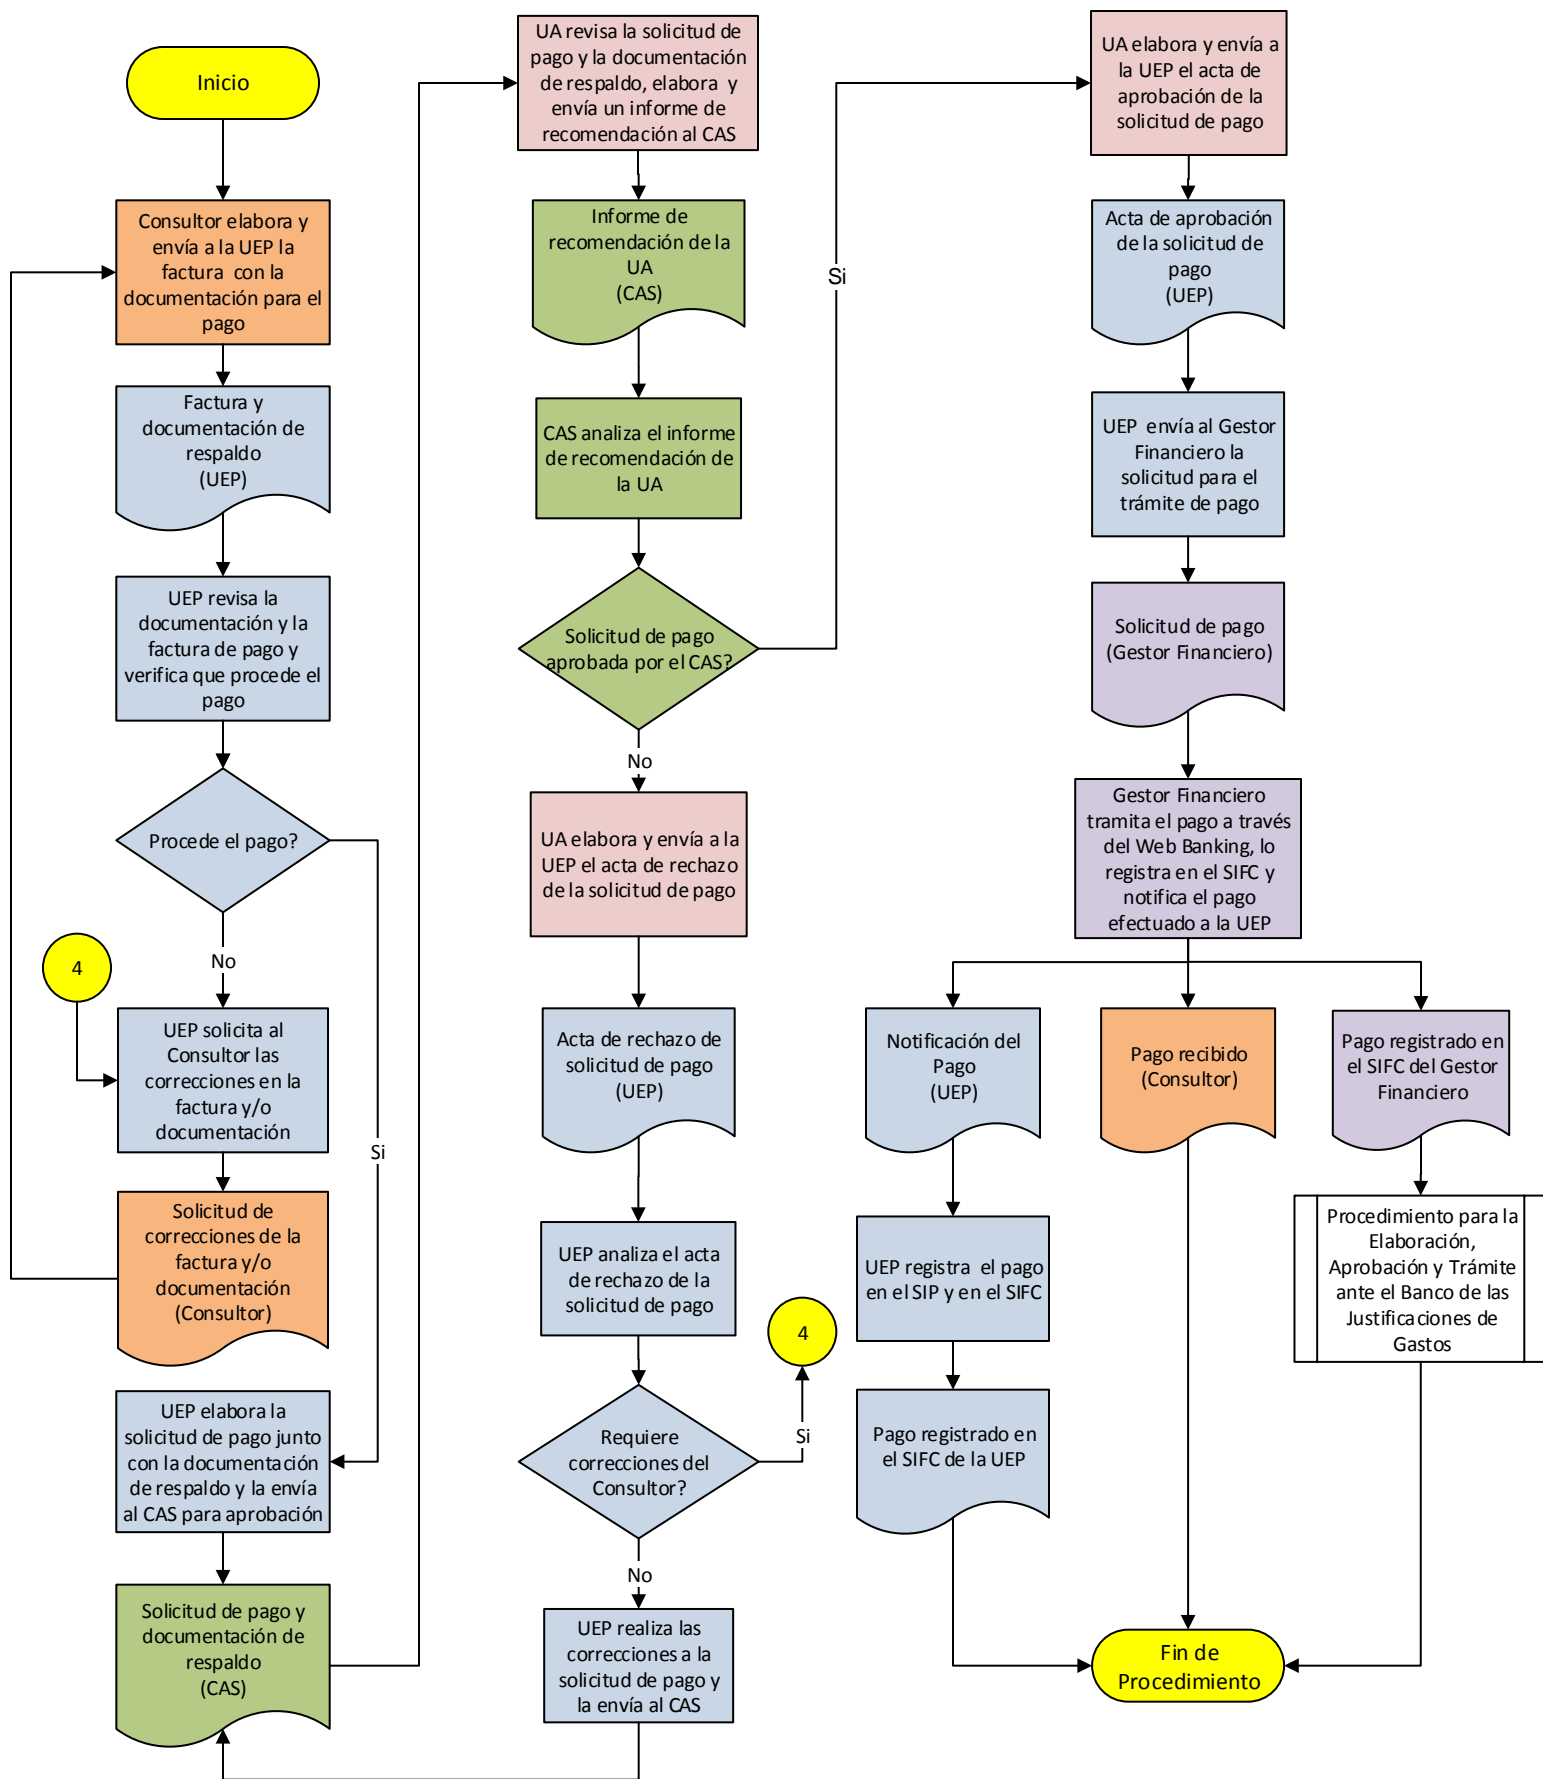 Inicio
Consultor elabora y
envía a la UEP la
factura con la
documentación para el
pago
Factura y
documentación de
respaldo
(UEP)
UEP revisa la
documentación y la
factura de pago y
verifica que procede el
pago
Procede el pago?
No
Si
4
UEP solicita al
Consultor las
correcciones en la
factura y/o
documentación
Solicitud de
correcciones de la
factura y/o
documentación
(Consultor)
UEP elabora la
solicitud de pago junto
con la documentación
de respaldo y la envía
al CAS para aprobación
Solicitud de pago y
documentación de
respaldo
(CAS)
UA revisa la solicitud de
pago y la documentación
de respaldo, elabora y
envía un informe de
recomendación al CAS
Informe de
recomendación de la
UA
(CAS)
CAS analiza el informe
de recomendación de
la UA
Solicitud de pago
aprobada por el CAS?
No
Si
UA elabora y envía a la
UEP el acta de rechazo
de la solicitud de pago
Acta de rechazo de
solicitud de pago
(UEP)
UEP analiza el acta
de rechazo de la
solicitud de pago
Requiere
correcciones del
Consultor?
Si
4
No
UEP realiza las
correcciones a la
solicitud de pago y
la envía al CAS
UA elabora y envía a
la UEP el acta de
aprobación de la
solicitud de pago
Acta de aprobación
de la solicitud de
pago
(UEP)
UEP envía al Gestor
Financiero la
solicitud para el
trámite de pago
Solicitud de pago
(Gestor Financiero)
Gestor Financiero
tramita el pago a través
del Web Banking, lo
registra en el SIFC y
notifica el pago
efectuado a la UEP
Notificación del
Pago
(UEP)
UEP registra el pago
en el SIP y en el SIFC
Pago registrado en
el SIFC de la UEP
Pago recibido
(Consultor)
Pago registrado en
el SIFC del Gestor
Financiero
Procedimiento para la
Elaboración,
Aprobación y Trámite
ante el Banco de las
Justificaciones de
Gastos
Fin de
Procedimiento